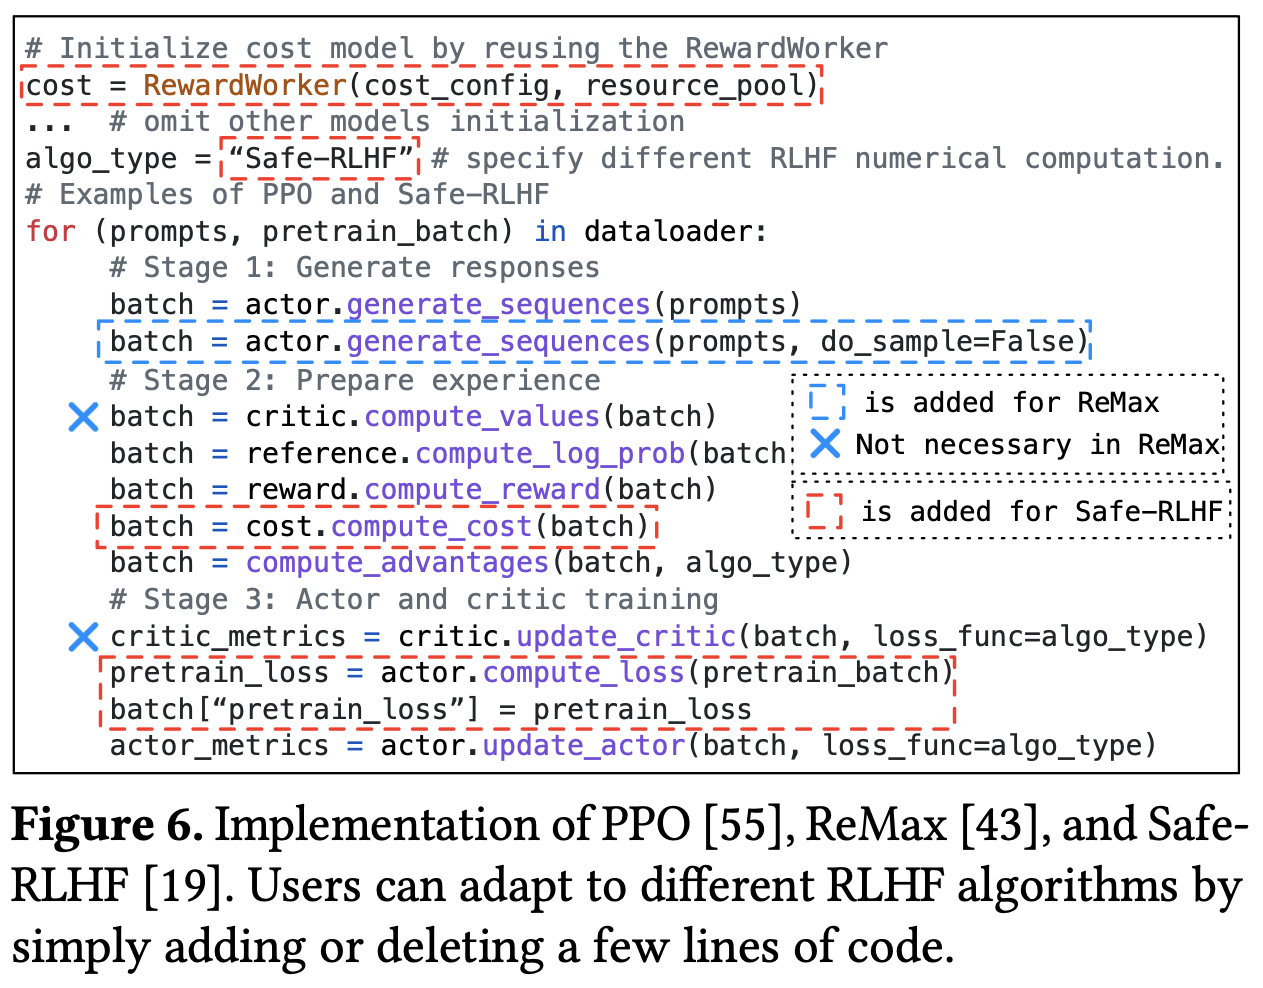 # Initialize cost model by reusing the RewardWorker
cost = RewardWorker(cost_config, resource_pool)
...  # omit other models initialization
algo_type = “Safe-RLHF” # specify different RLHF numerical computation.
# Examples of PPO and Safe-RLHF
for (prompts, pretrain_batch) in dataloader:
# Stage 1: Generate responses
batch = actor.generate_sequences(prompts)
batch = actor.generate_sequences(prompts, do_sample=False)
# Stage 2: Prepare experience
batch = critic.compute_values(batch)
batch = reference.compute_log_prob(batch
batch = reward.compute_reward(batch)
batch = cost.compute_cost(batch)
batch = compute_advantages(batch, algo_type)
# Stage 3: Actor and critic training
critic_metrics = critic.update_critic(batch, loss_func=algo_type)
pretrain_loss = actor.compute_loss(pretrain_batch)
batch[“pretrain_loss”] = pretrain_loss
actor_metrics = actor.update_actor(batch, loss_func=algo_type)
is added for ReMax
Not necessary in ReMax
is added for Safe-RLHF
Figure 6. Implementation of PPO [55], ReMax [43], and Safe-
RLHF [19]. Users can adapt to different RLHF algorithms by
simply adding or deleting a few lines of code.